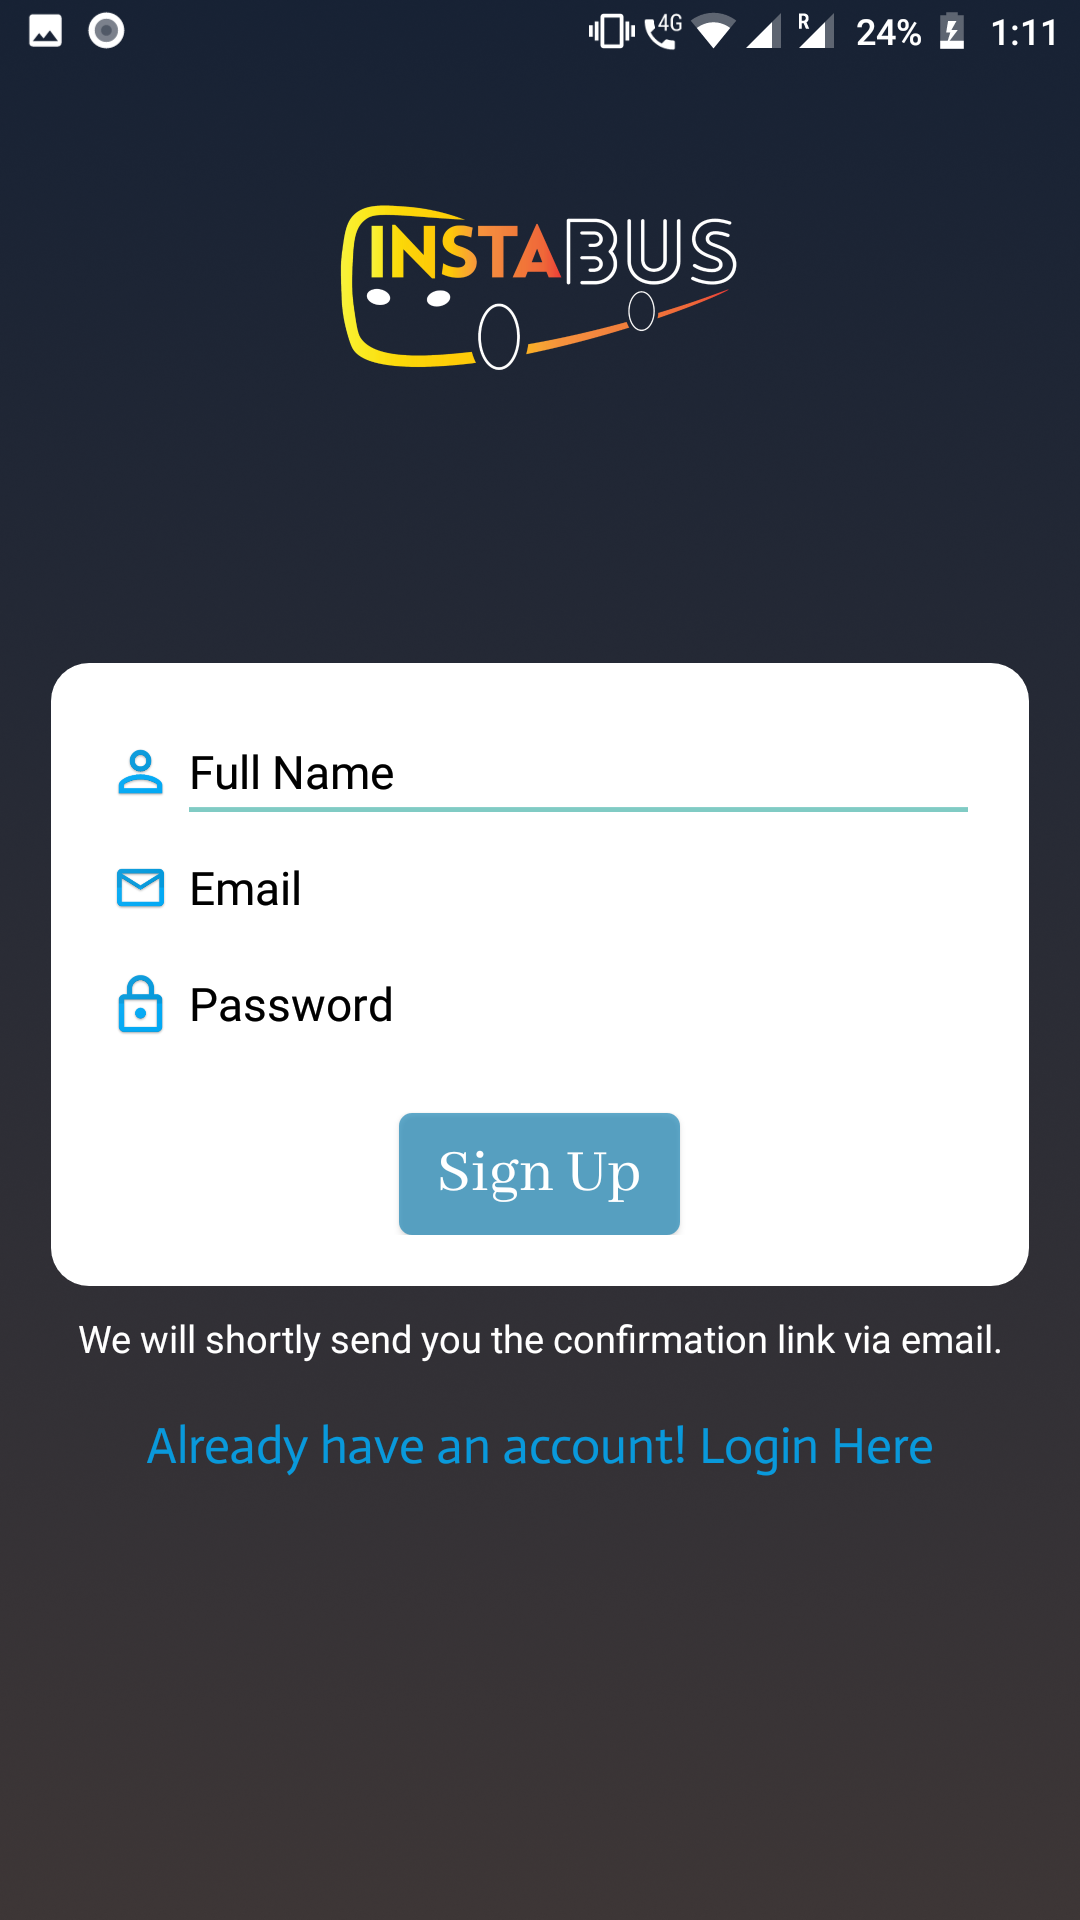 4G R 24% 1:11
INSTABUS
Full Name
Email
Password
Sign Up
We will shortly send you the confirmation link via email.
Already have an account! Login Here